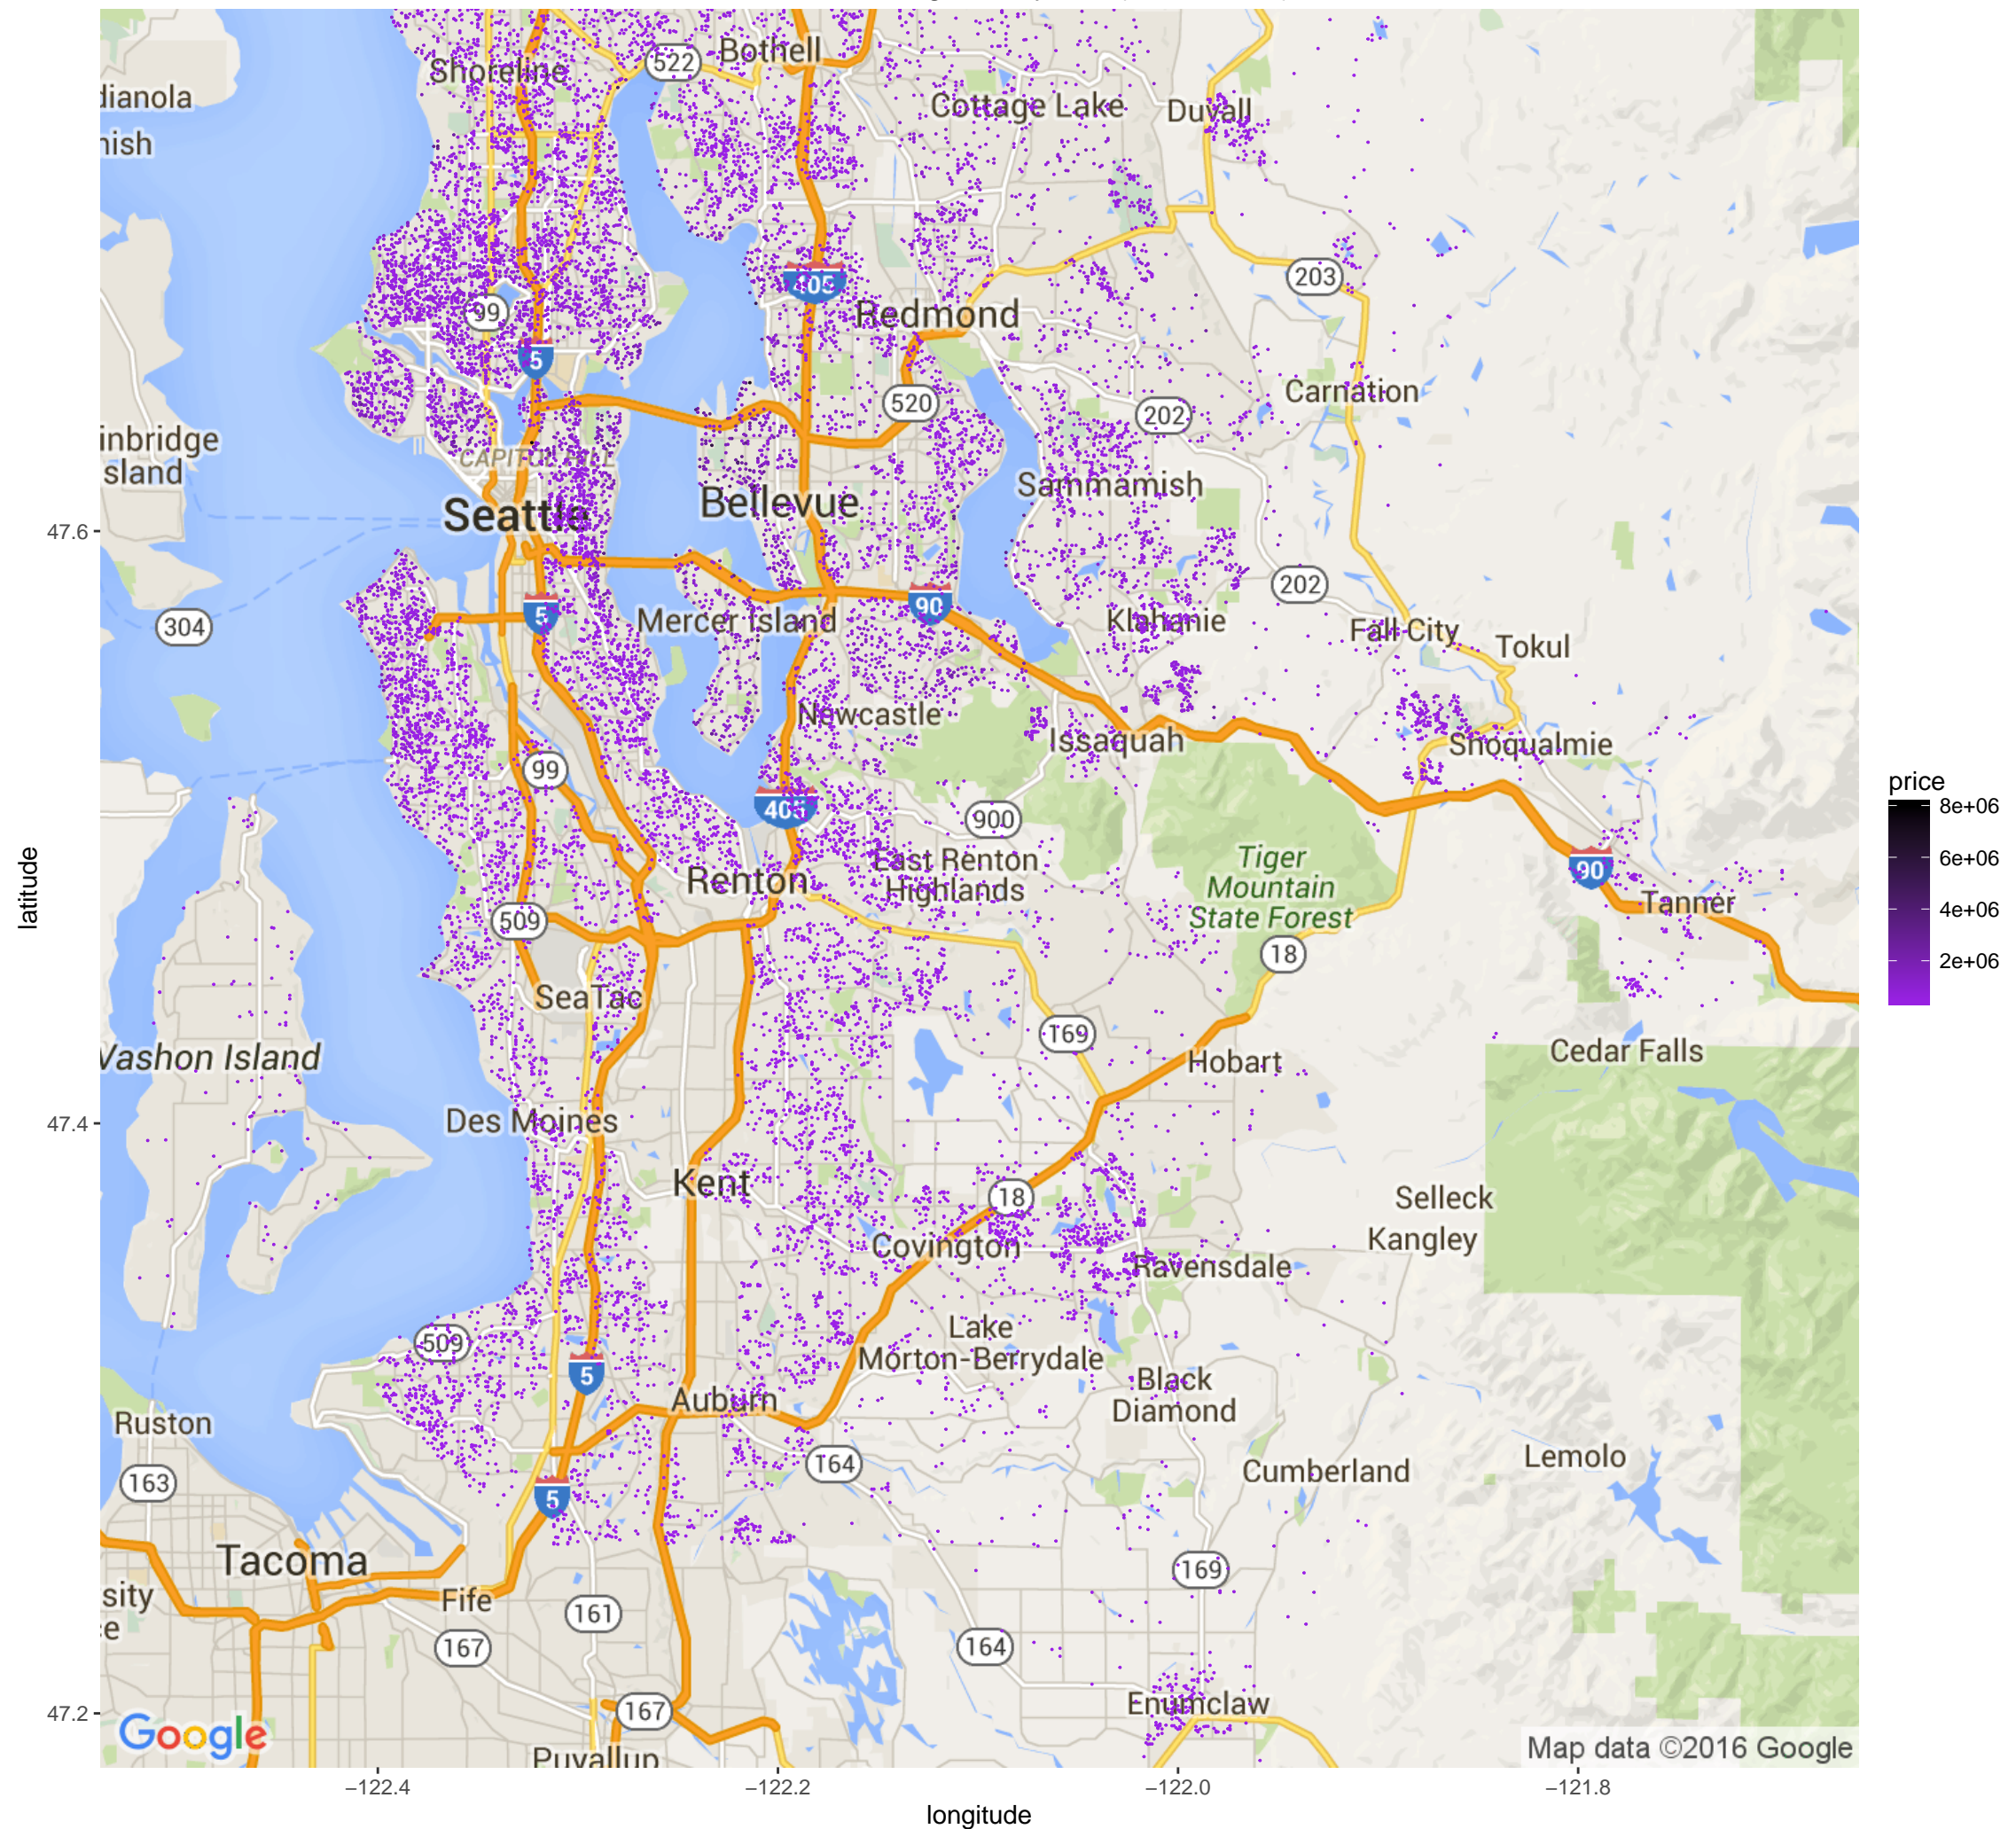 Bothell
522
Shoreline
dianola
Cottage Lake
Duvall
nish
405
203
99
Redmond
5
Carnation
520
202
inbridge
sland
CAPITOL HILL
Sammamish
Bellevue
Seattle
47.6
202
90
5
304
Mercer Island
Klahanie
Fall City
Tokul
Newcastle
Issaquah
Snoqualmie
99
price
405
8e+06
900
6e+06
4e+06
2e+06
East Renton
Highlands
Tiger
Mountain
State Forest
latitude
90
Renton
Tanner
509
18
SeaTac
169
Vashon Island
Cedar Falls
Hobart
47.4
Des Moines
Kent
18
Selleck
Kangley
Covington
Ravensdale
509
Lake
Morton-Berrydale
5
Black
Diamond
Auburn
Ruston
164
Lemolo
Cumberland
163
5
Tacoma
169
Fife
sity
ce
161
167
164
Enumclaw
167
47.2
Google
Puyallup
Map data ©2016 Google
−122.4
−122.2
−122.0
−121.8
longitude